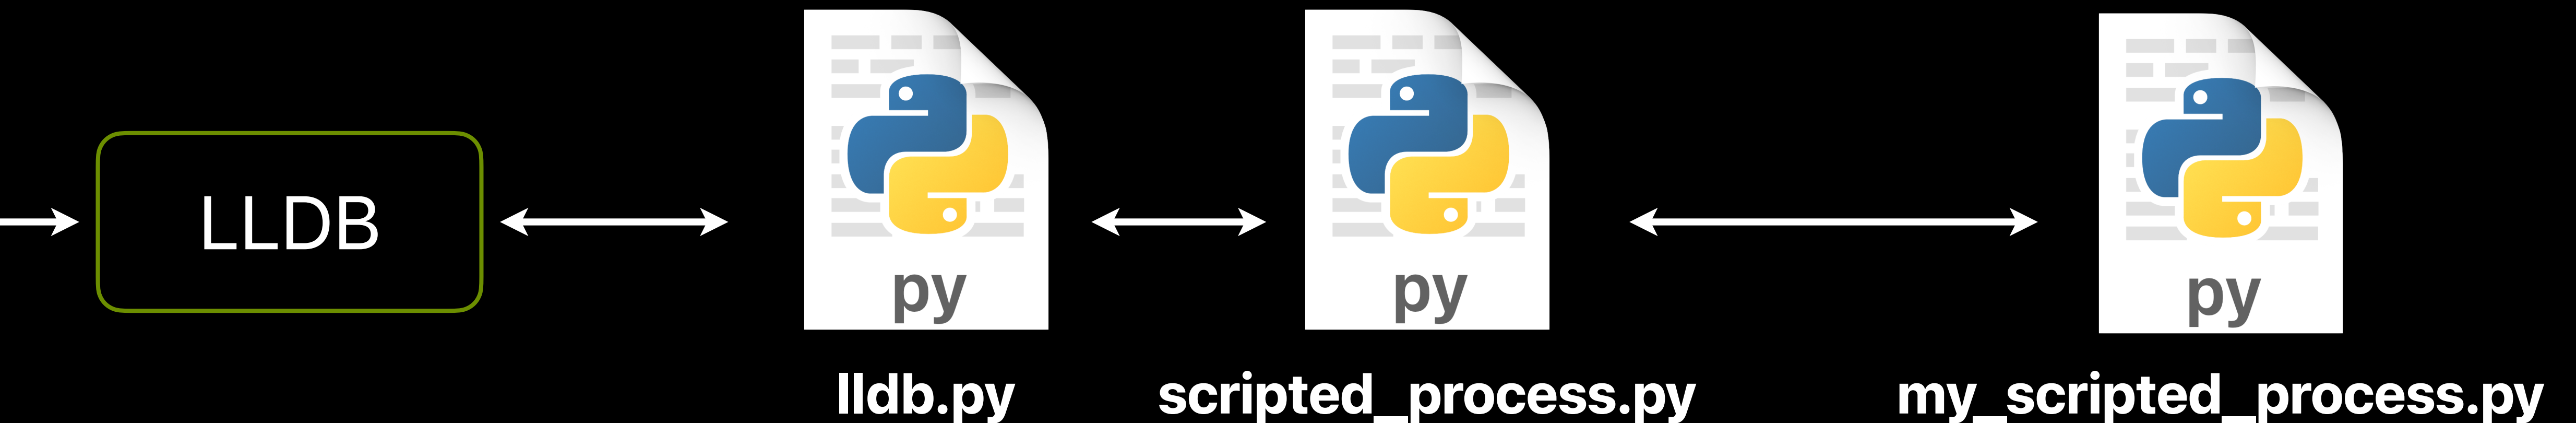 LLDB
py
py
py
lldb.py
scripted_process.py
my_scripted_process.py